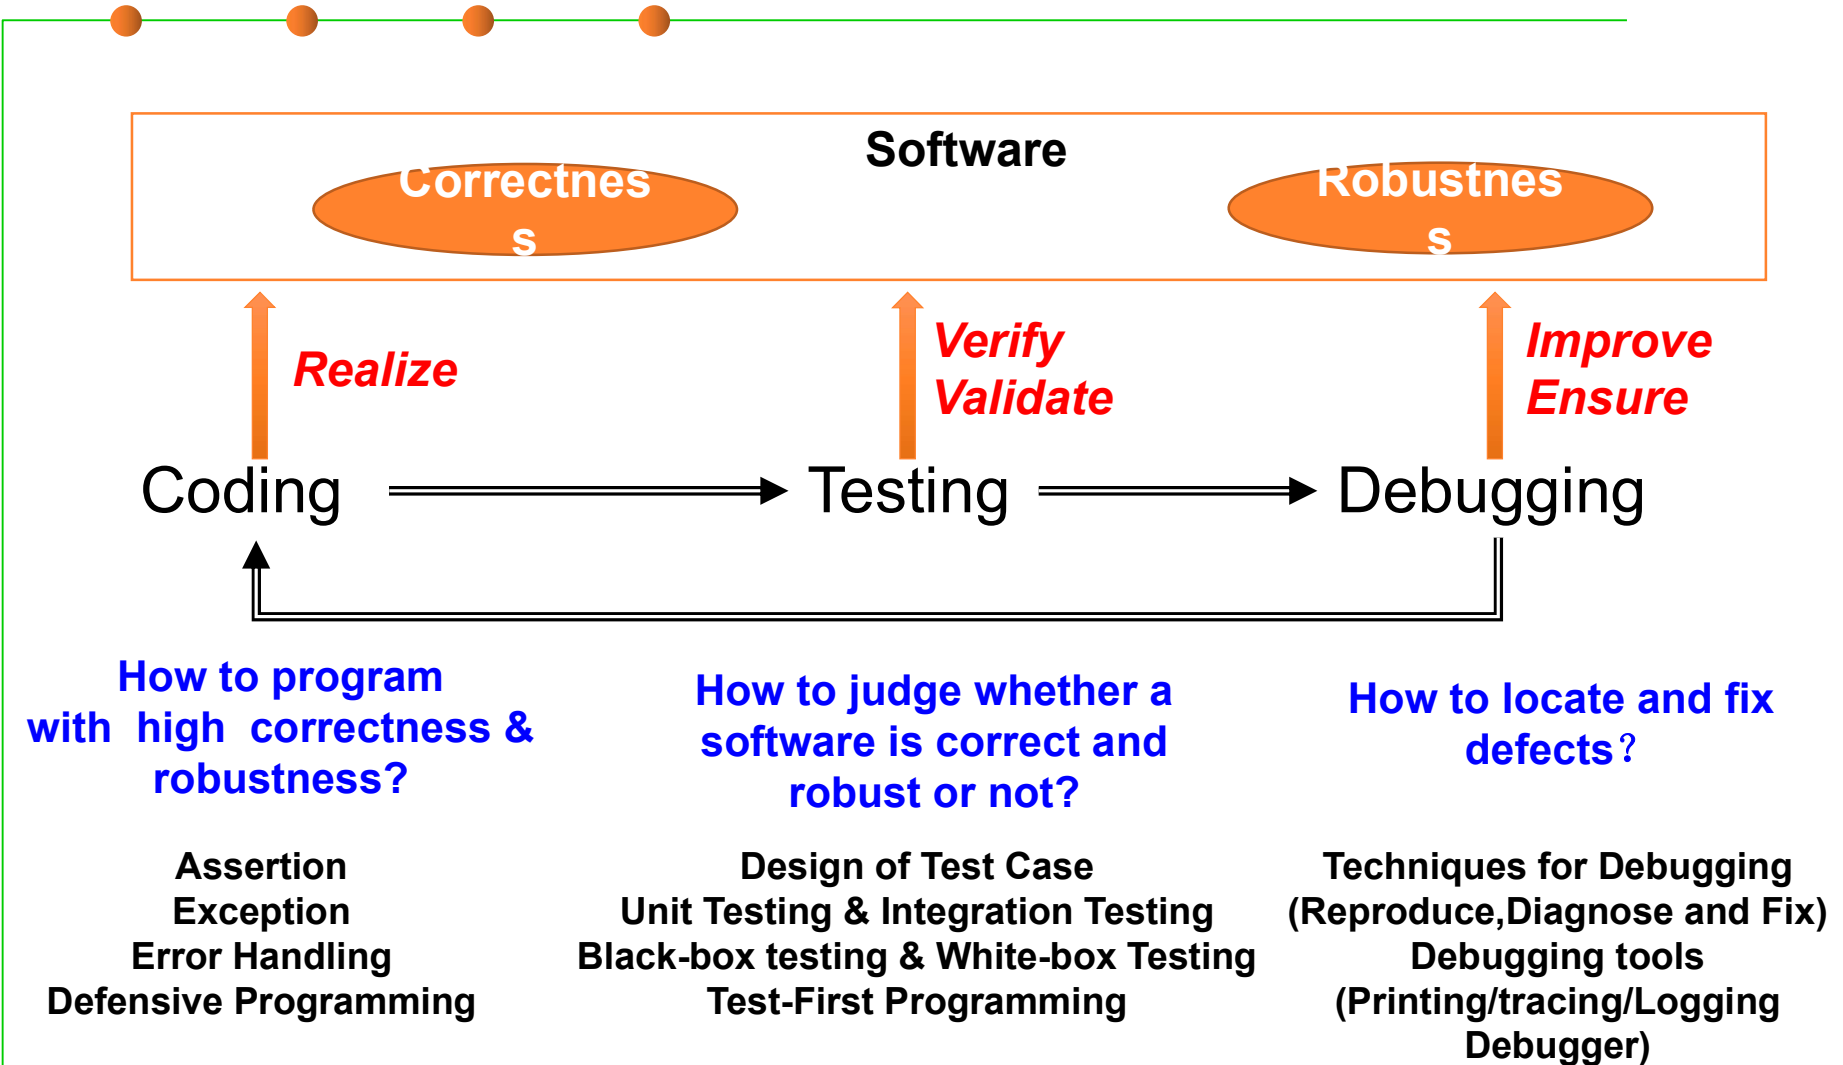 Software
Correctnes
s
Robustnes
s
Realize
Verify
Validate
Improve
Ensure
Coding
Testing
Debugging
How to program
with high correctness &
robustness?
How to judge whether a
software is correct and
robust or not?
How to locate and fix
defects？
Assertion
Exception
Error Handling
Defensive Programming
Design of Test Case
Unit Testing & Integration Testing
Black-box testing & White-box Testing
Test-First Programming
Techniques for Debugging
(Reproduce,Diagnose and Fix)
Debugging tools
(Printing/tracing/Logging
Debugger)